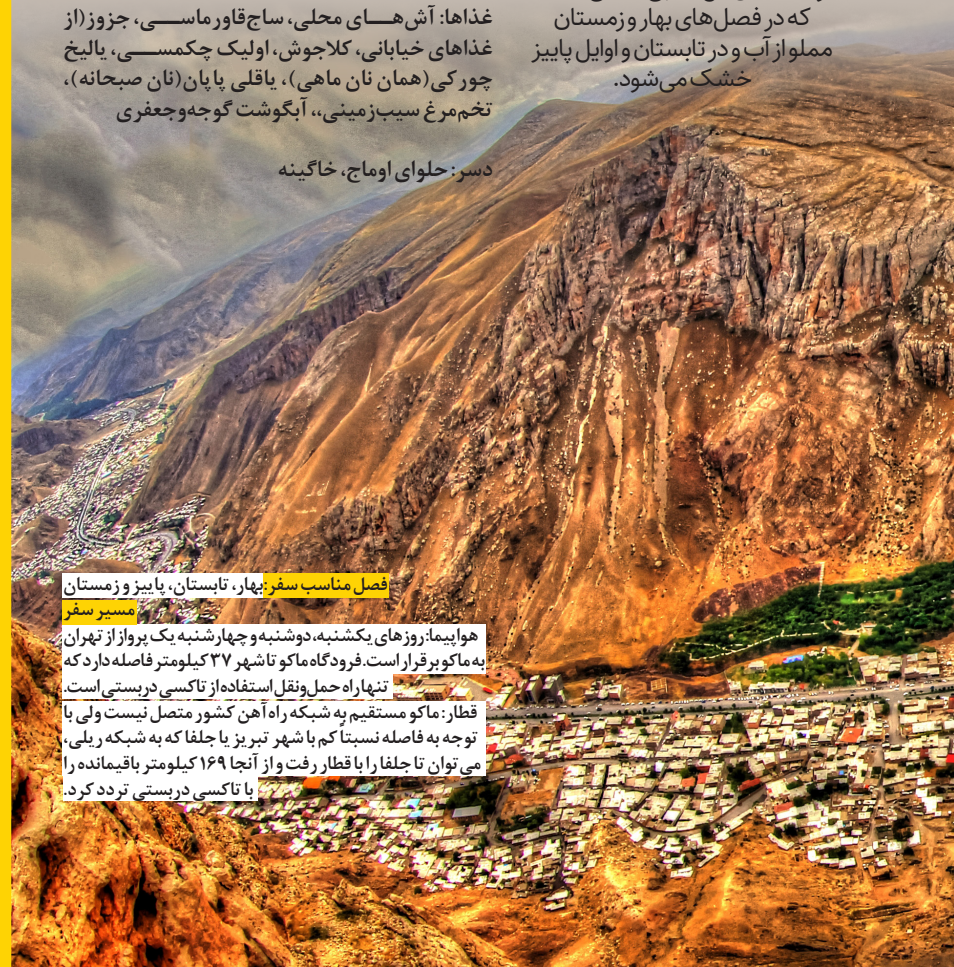 که در فصل‌های بهار و زمستان
مملو از آب و در تابستان و اوایل پاییز
خشک می‌شود.
غذاها: آش‌های محلی، ساج‌قاورماسی، جزوز(از
غذاهای خیابانی، کلاجوش، اولیک چکمسی، یالیخ
چورکی(همان نان ماهی)، یاقلی پاپان(نان صبحانه)،
تخم‌مرغ سیب‌زمینی،، آبگوشت گوجه‌وجعفری
دسر: حلوای اوماج، خاگینه
فصل مناسب سفر:بهار، تابستان، پاییز و زمستان
مسیر سفر
هواپیما:روزهای یکشنبه، دوشنبه و چهارشنبه یک پرواز از تهران
به ماکو برقرار است. فرودگاه ماکو تا شهر ۳۷ کیلومتر فاصله دارد که
تنهاراه حمل‌ونقل استفاده از تاکسی دربستی است.
قطار: ماکو مستقیم به شبکه راه آهن کشور متصل نیست ولی با
توجه به فاصله نسبتاً کم با شهر تبریز یا جلفا که به شبکه ریلی،
می‌توان تا جلفا را با قطار رفت و از آنجا ۱۶۹ کیلومتر باقیمانده را
با تاکسی دربستی تردد کرد.